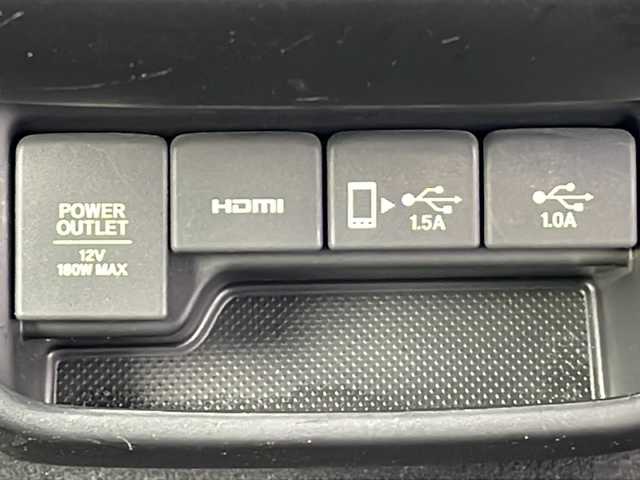 POWER
OUTLET
12V
180W MAX
HDMI
1.5A
1.0A